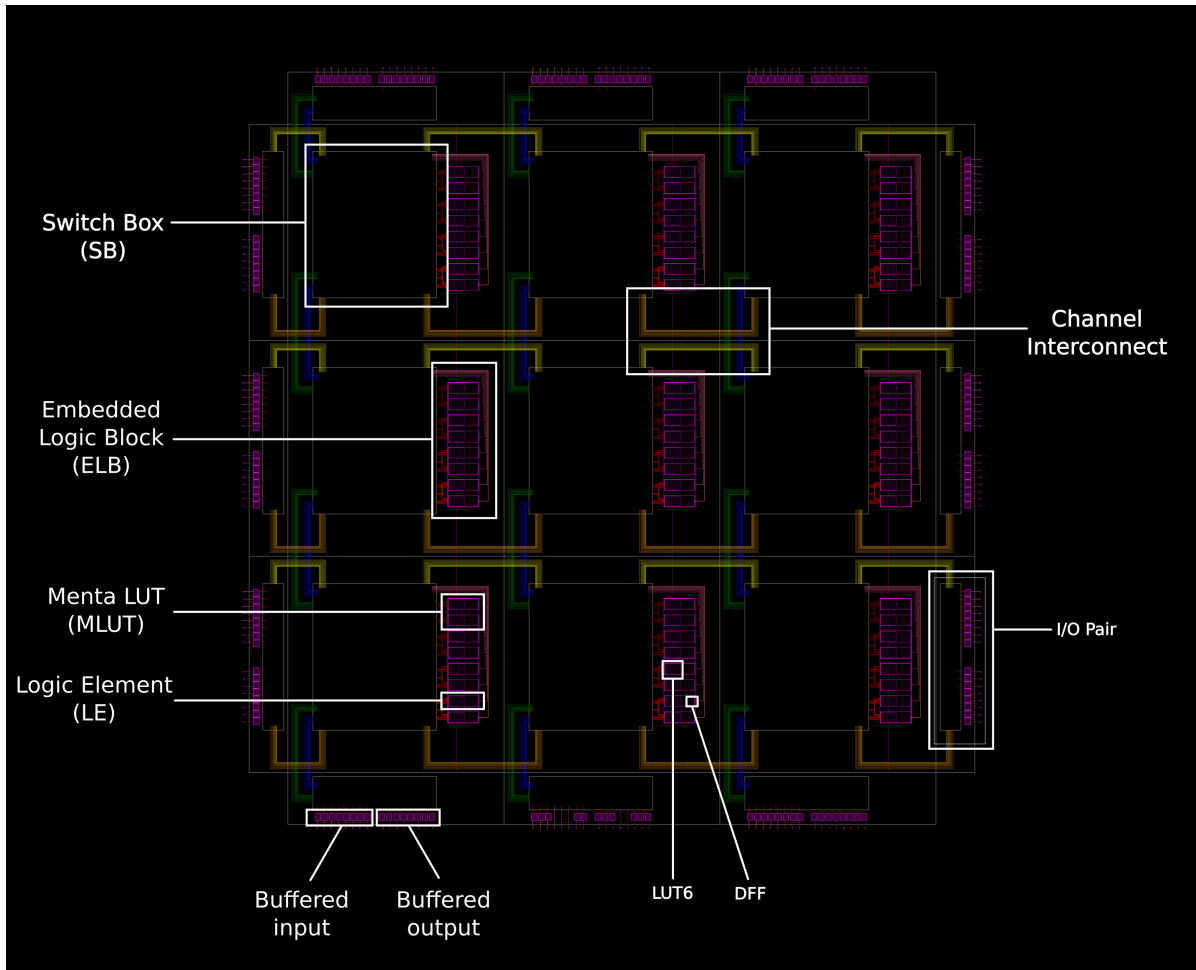 Switch Box
(SB)
Channel
Interconnect
Embedded
Logic Block
(ELB)
Menta LUT
(MLUT)
I/O Pair
Logic Element
(LE)
LUT6
DFF
Buffered
input
Buffered
output